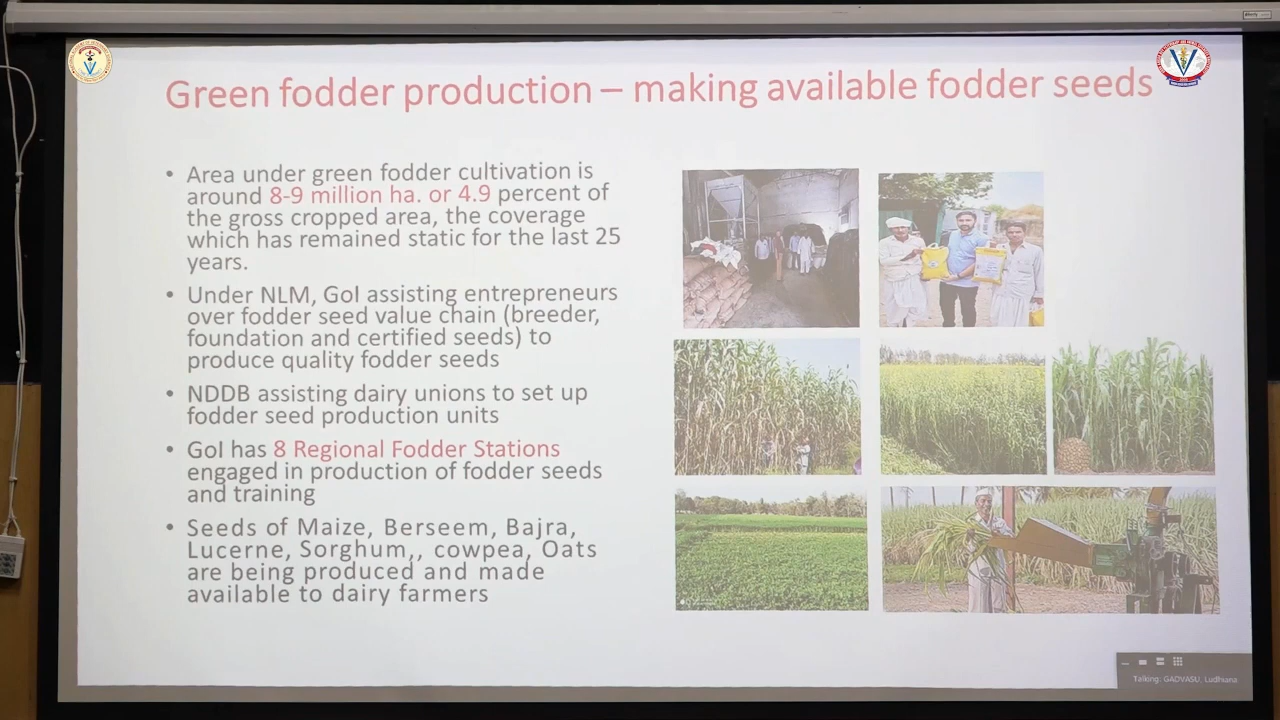 Green fodder production – making available fodder seeds
• Area under green fodder cultivation is
around 8-9 million ha. or 4.9 percent of
the gross cropped area, the coverage
which has remained static for the last 25
years.
• Under NLM, GoI assisting entrepreneurs
over fodder seed value chain (breeder,
foundation and certified seeds) to
produce quality fodder seeds
• NDDB assisting dairy unions to set up
fodder seed production units
• GoI has 8 Regional Fodder Stations
engaged in production of fodder seeds
and training
• Seeds of Maize, Berseem, Bajra,
Lucerne, Sorghum,, cowpea, Oats
are being produced and made
available to dairy farmers
Talking: GADVASU, Ludhiana